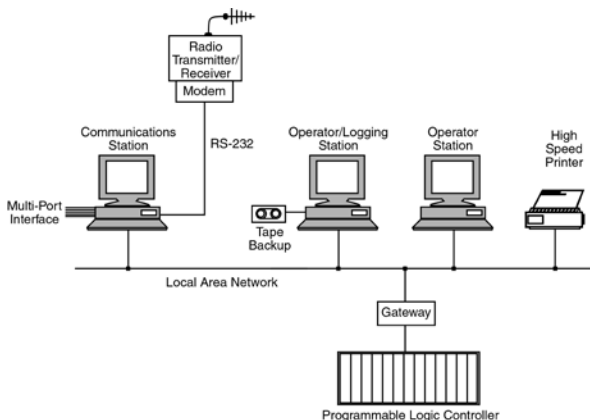 Radio
Transmitter/
Receiver
Modem
Communications
Station
RS-232
Operator/Logging
Station
Operator
Station
High
Speed
Printer
Multi-Port
Interface
Tape
Backup
Local Area Network
Gateway
Programmable Logic Controller